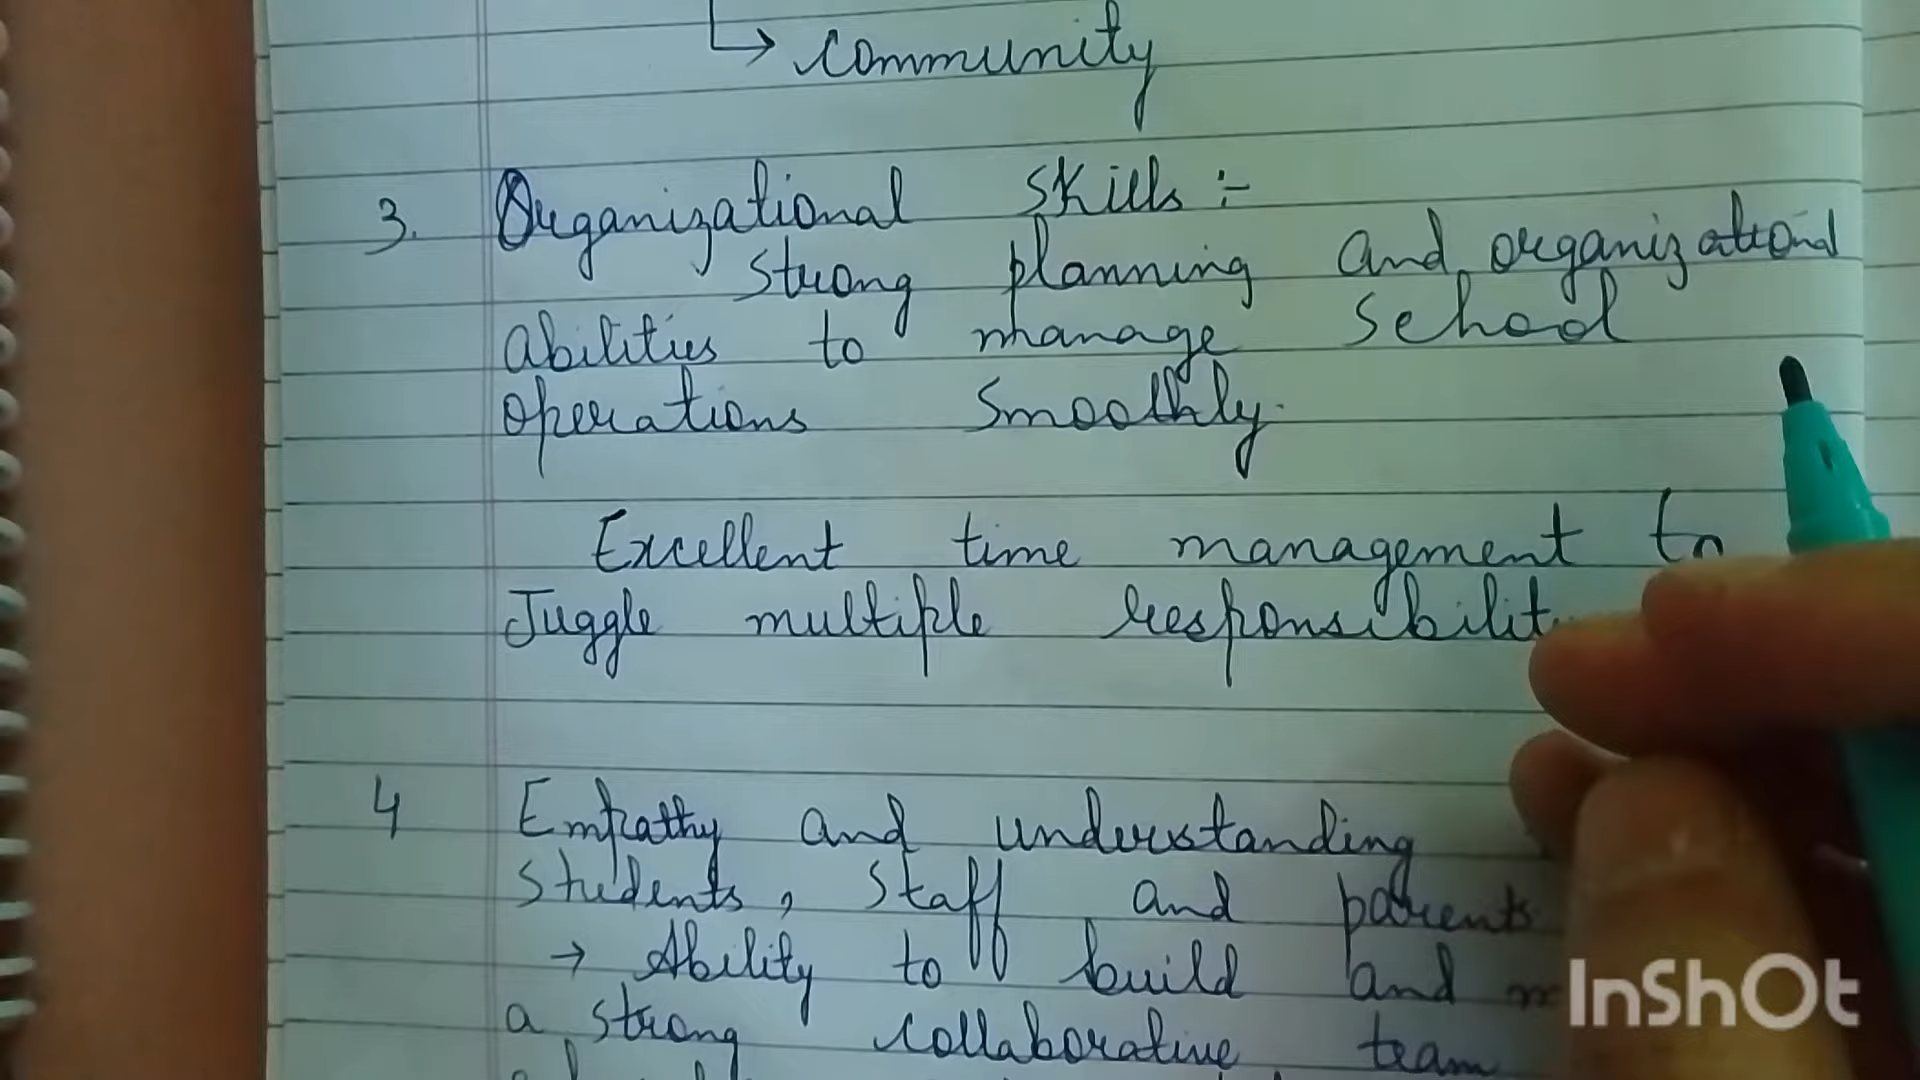 → Community
3. Organizational Skills :-
Strong planning and organizational
abilities to manage School
operations Smoothly.
Excellent time management to
Juggle multiple
4 Empathy and understanding
Students, Staff and parents
→ Ability to build and
a strong collaborative team
InShOt